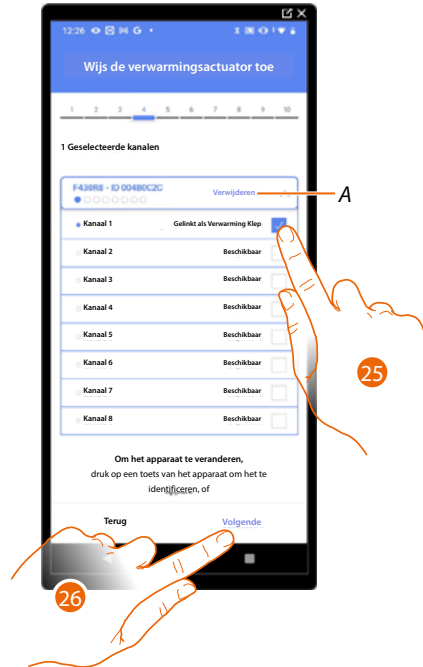 12:26
Wijs de verwarmingsactuator toe
1 2 3 4 5 6 7 8 9 10
1 Geselecteerde kanalen
F430R8 - ID 00480C2C
Verwijderen
A
Kanaal 1 Gelinkt als Verwarming Klep
Kanaal 2 Beschikbaar
Kanaal 3 Beschikbaar
Kanaal 4 Beschikbaar
Kanaal 5 Beschikbaar
Kanaal 6 Beschikbaar
Kanaal 7 Beschikbaar
Kanaal 8 Beschikbaar
25
Om het apparaat te veranderen,
druk op een toets van het apparaat om het te
identificeren, of
Terug Volgende
26